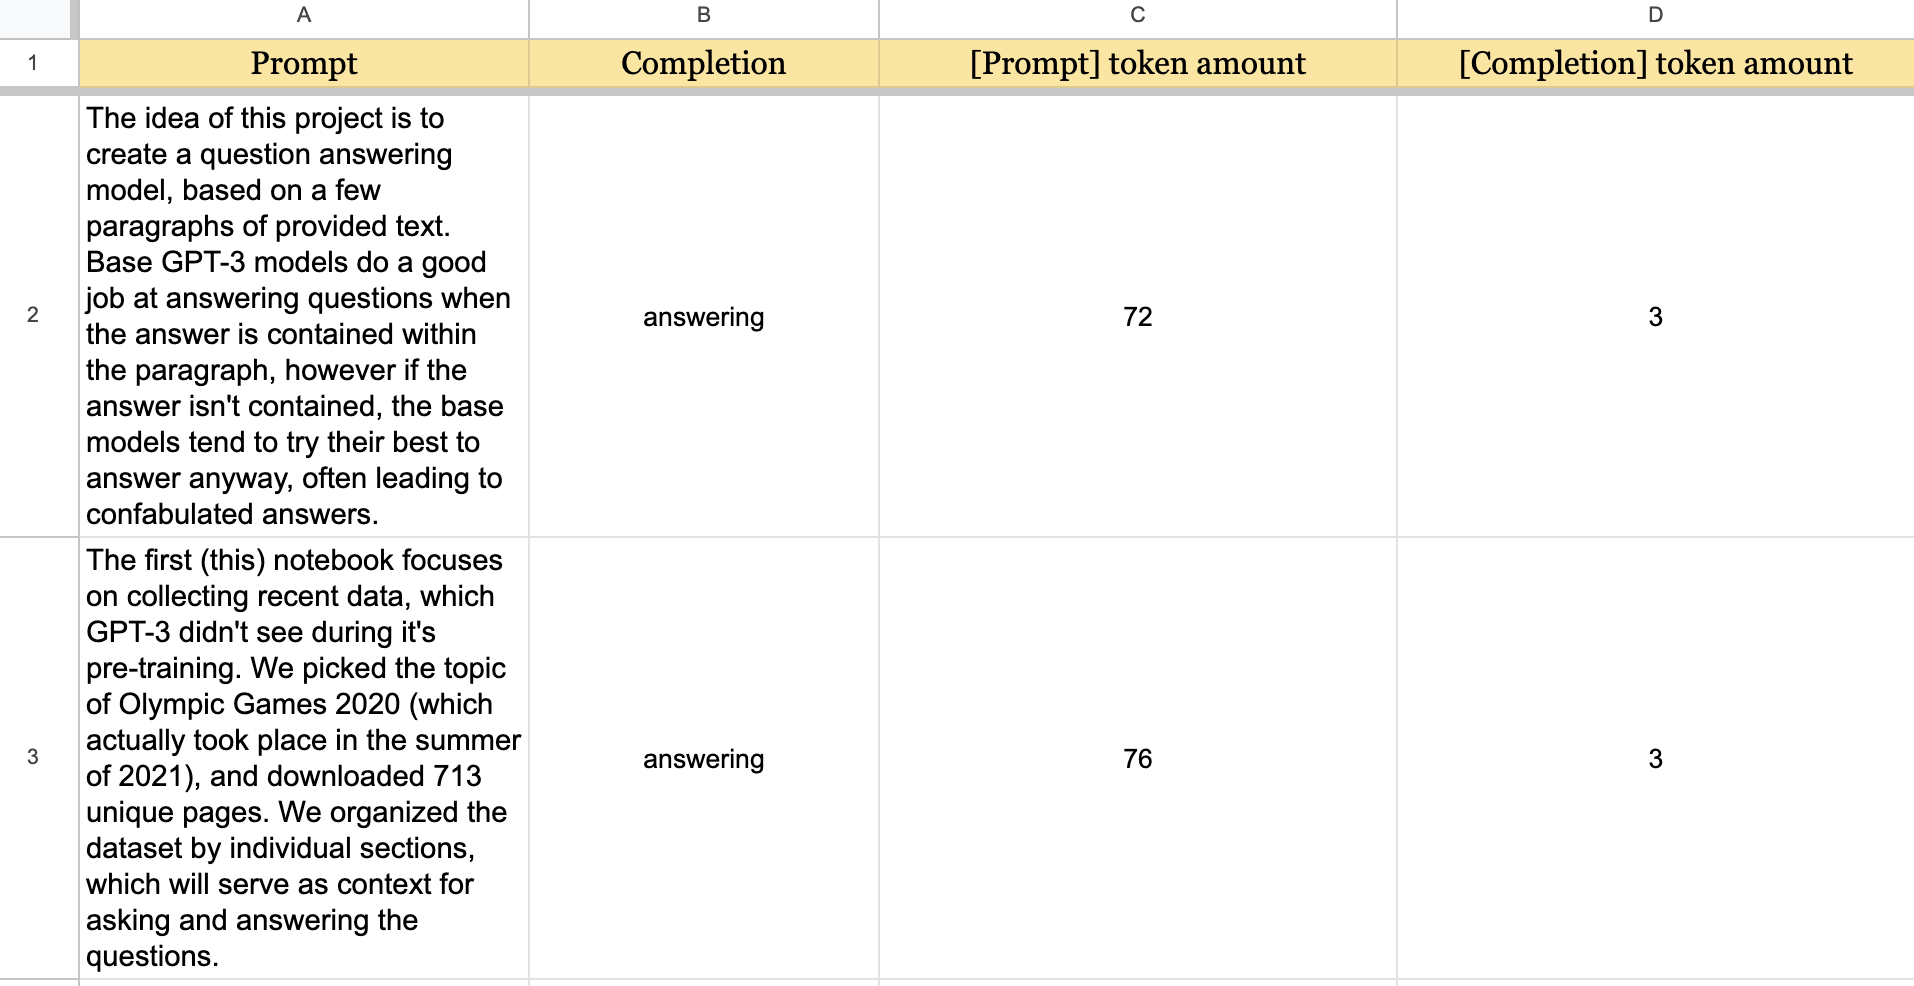 A B C D
1 Prompt Completion [Prompt] token amount [Completion] token amount
The idea of this project is to
create a question answering
model, based on a few
paragraphs of provided text.
Base GPT-3 models do a good
job at answering questions when
the answer is contained within
the paragraph, however if the
answer isn't contained, the base
models tend to try their best to
answer anyway, often leading to
confabulated answers.
2 answering 72 3
The first (this) notebook focuses
on collecting recent data, which
GPT-3 didn't see during it's
pre-training. We picked the topic
of Olympic Games 2020 (which
actually took place in the summer
of 2021), and downloaded 713
unique pages. We organized the
dataset by individual sections,
which will serve as context for
asking and answering the
questions.
3 answering 76 3